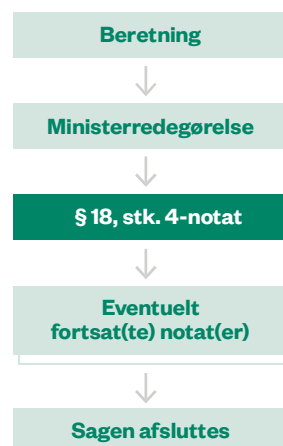 Beretning
Ministerredegørelse
§ 18, stk. 4-notat
Eventuelt
fortsat(te) notat(er)
Sagen afsluttes